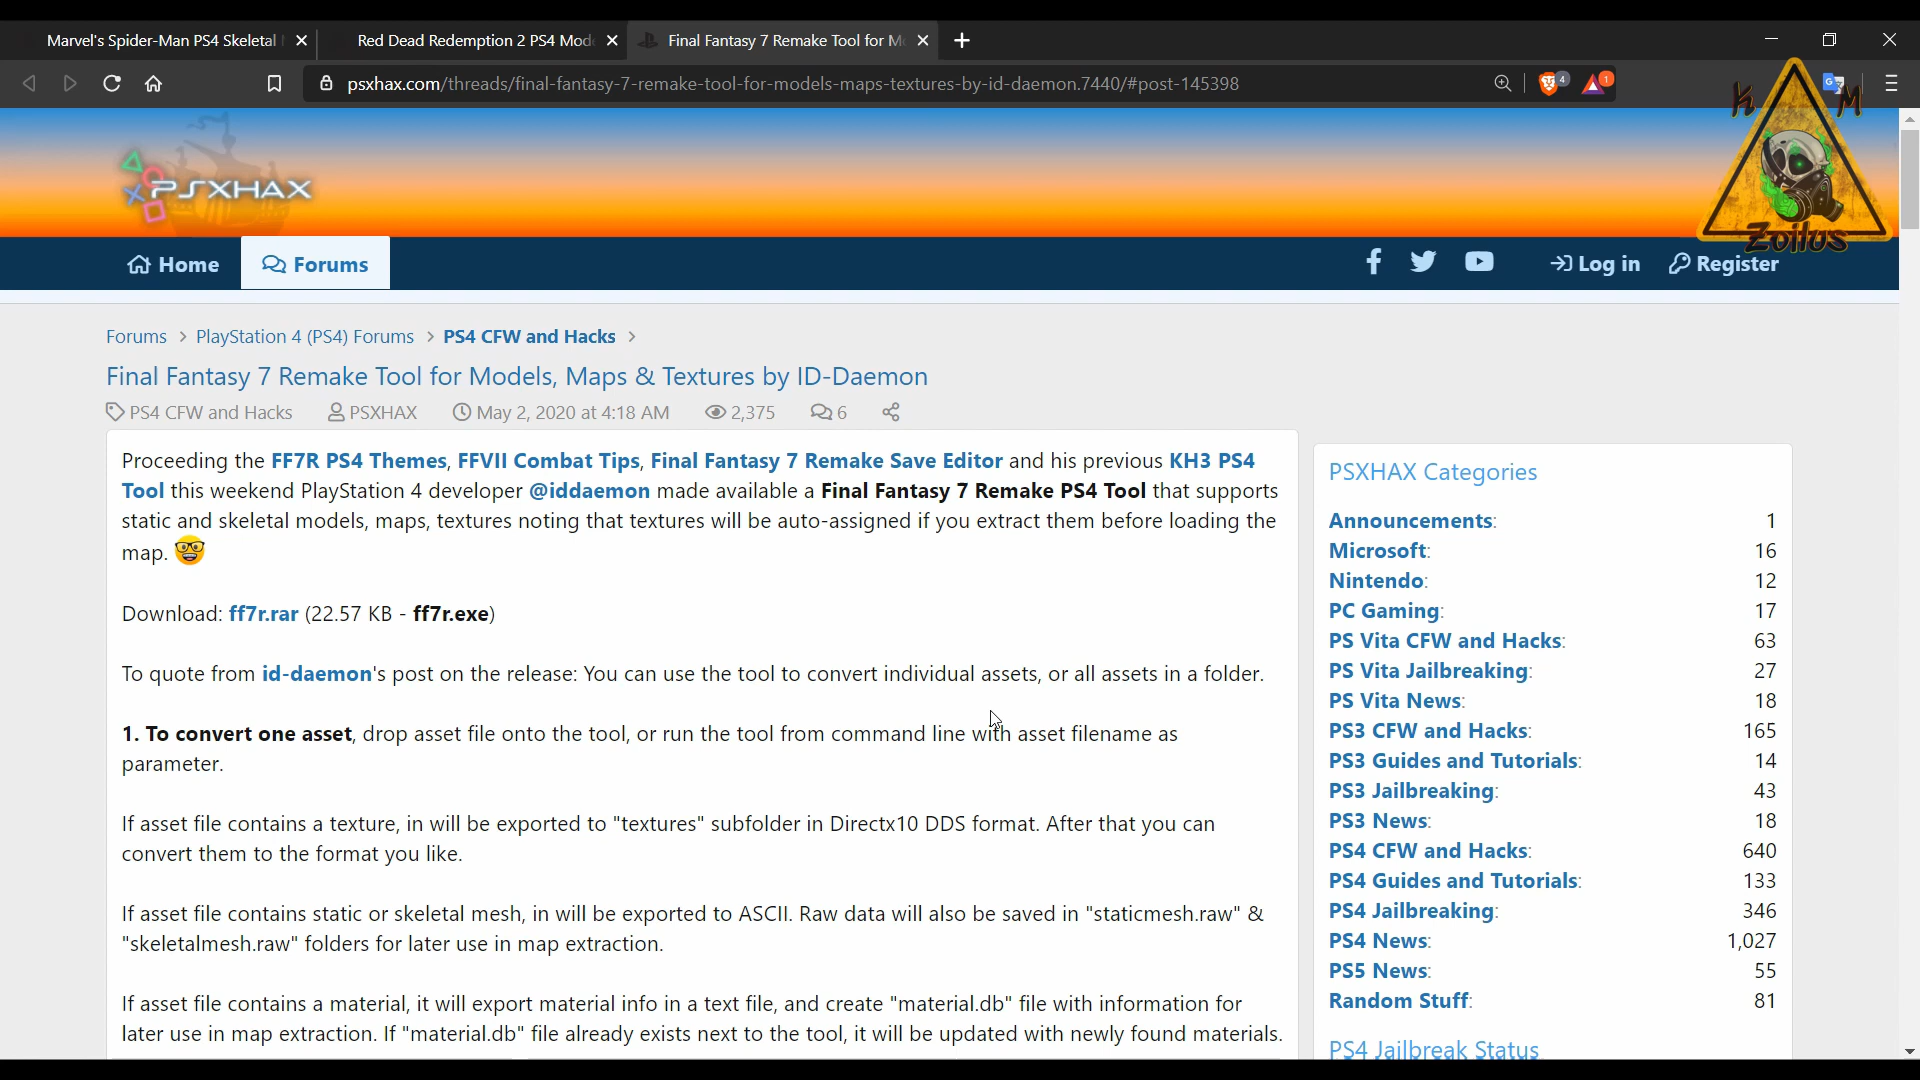 Marvel's Spider-Man PS4 Skeletal
Red Dead Redemption 2 PS4 Mod
Final Fantasy 7 Remake Tool for M
psxhax.com/threads/final-fantasy-7-remake-tool-for-models-maps-textures-by-id-daemon.7440/#post-145398
4
1
K M
Zoilus
PSXHAX
Home
Forums
Log in
Register
Forums > PlayStation 4 (PS4) Forums > PS4 CFW and Hacks >
Final Fantasy 7 Remake Tool for Models, Maps & Textures by ID-Daemon
PS4 CFW and Hacks PSXHAX May 2, 2020 at 4:18 AM 2,375 6
Proceeding the FF7R PS4 Themes, FFVII Combat Tips, Final Fantasy 7 Remake Save Editor and his previous KH3 PS4
Tool this weekend PlayStation 4 developer @iddaemon made available a Final Fantasy 7 Remake PS4 Tool that supports
static and skeletal models, maps, textures noting that textures will be auto-assigned if you extract them before loading the
map.
Download: ff7r.rar (22.57 KB - ff7r.exe)
To quote from id-daemon's post on the release: You can use the tool to convert individual assets, or all assets in a folder.
1. To convert one asset, drop asset file onto the tool, or run the tool from command line with asset filename as
parameter.
If asset file contains a texture, in will be exported to "textures" subfolder in Directx10 DDS format. After that you can
convert them to the format you like.
If asset file contains static or skeletal mesh, in will be exported to ASCII. Raw data will also be saved in "staticmesh.raw" &
"skeletalmesh.raw" folders for later use in map extraction.
If asset file contains a material, it will export material info in a text file, and create "material.db" file with information for
later use in map extraction. If "material.db" file already exists next to the tool, it will be updated with newly found materials.
PSXHAX Categories
Announcements: 1
Microsoft: 16
Nintendo: 12
PC Gaming: 17
PS Vita CFW and Hacks: 63
PS Vita Jailbreaking: 27
PS Vita News: 18
PS3 CFW and Hacks: 165
PS3 Guides and Tutorials: 14
PS3 Jailbreaking: 43
PS3 News: 18
PS4 CFW and Hacks: 640
PS4 Guides and Tutorials: 133
PS4 Jailbreaking: 346
PS4 News: 1,027
PS5 News: 55
Random Stuff: 81
PS4 Jailbreak Status